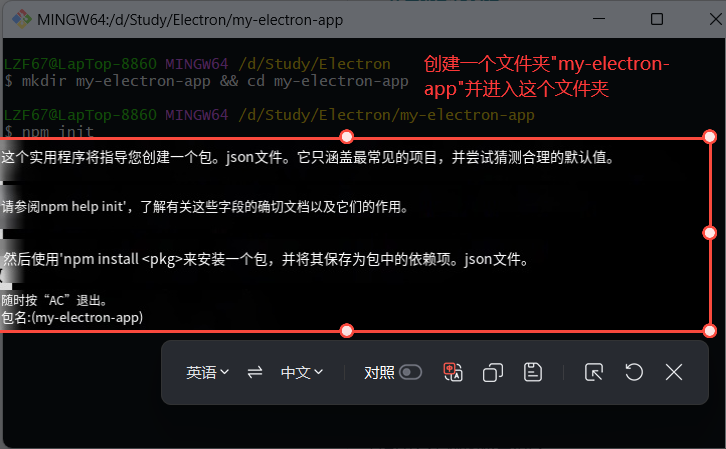 MINGW64:/d/Study/Electron/my-electron-app
LZF67@LapTop-8860 MINGW64 /d/Study/Electron
$ mkdir my-electron-app && cd my-electron-app
创建一个文件夹"my-electron-
app"并进入这个文件夹
LZF67@LapTop-8860 MINGW64 /d/Study/Electron/my-electron-app
$ npm init
这个实用程序将指导您创建一个包。json文件。它只涵盖最常见的项目，并尝试猜测合理的默认值。
请参阅npm help init'，了解有关这些字段的确切文档以及它们的作用。
然后使用'npm install <pkg>来安装一个包，并将其保存为包中的依赖项。json文件。
随时按“AC”退出。
包名:(my-electron-app)
英语 中文 对照